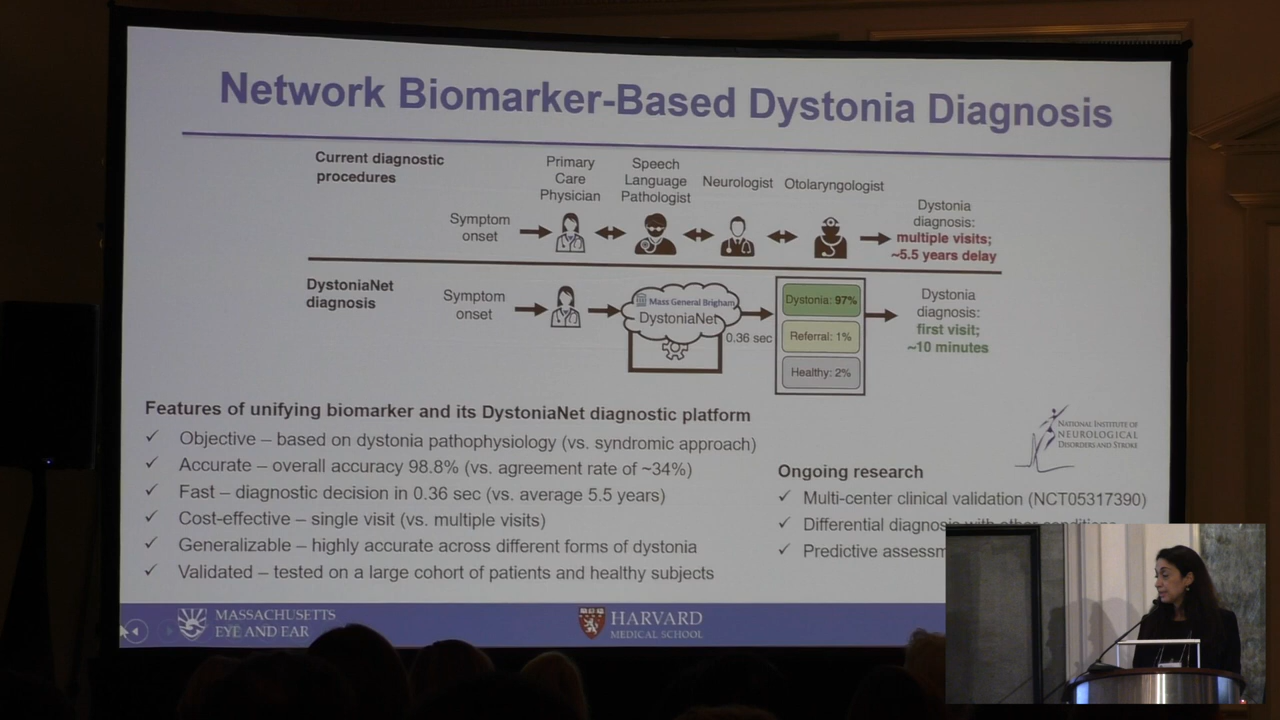 Network Biomarker-Based Dystonia Diagnosis
Current diagnostic
procedures
Primary
Care
Physician
Speech
Language
Pathologist
Neurologist
Otolaryngologist
Symptom
onset
Dystonia
diagnosis:
multiple visits;
~5.5 years delay
DystoniaNet
diagnosis
Symptom
onset
Mass General Brigham
DystoniaNet
0.36 sec
Dystonia: 97%
Referral: 1%
Healthy: 2%
Dystonia
diagnosis:
first visit;
~10 minutes
Features of unifying biomarker and its DystoniaNet diagnostic platform
✓ Objective – based on dystonia pathophysiology (vs. syndromic approach)
✓ Accurate – overall accuracy 98.8% (vs. agreement rate of ~34%)
✓ Fast – diagnostic decision in 0.36 sec (vs. average 5.5 years)
✓ Cost-effective – single visit (vs. multiple visits)
✓ Generalizable – highly accurate across different forms of dystonia
✓ Validated – tested on a large cohort of patients and healthy subjects
NATIONAL INSTITUTE OF
NEUROLOGICAL
DISORDERS AND STROKE
Ongoing research
✓ Multi-center clinical validation (NCT05317390)
✓ Differential diagnosis with other conditions
✓ Predictive
MASSACHUSETTS
EYE AND EAR
HARVARD
MEDICAL SCHOOL